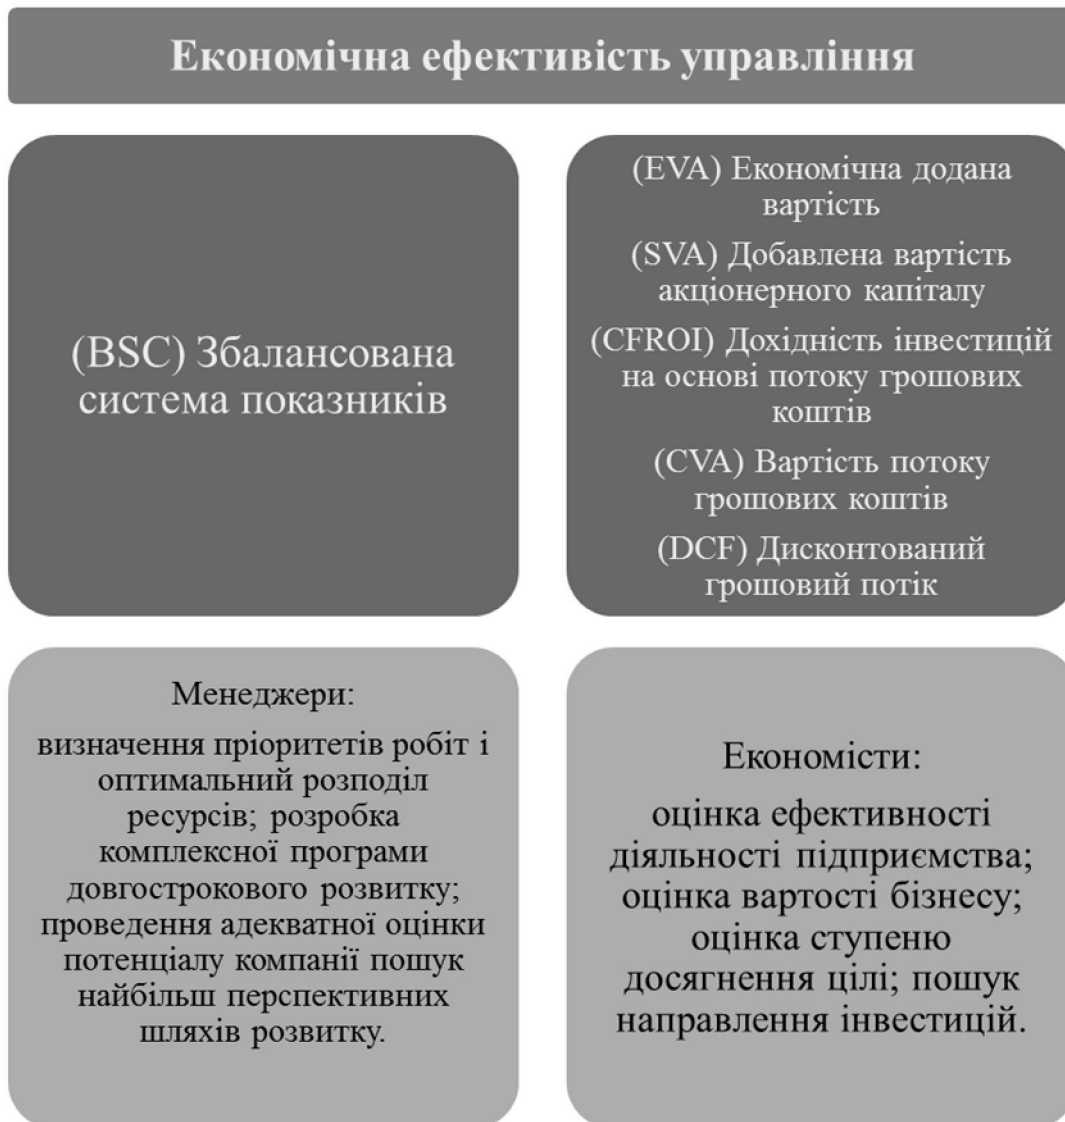 Економічна ефективість управління
(BSC) Збалансована
система показників
(EVA) Економічна додана
вартість
(SVA) Добавлена вартість
акціонерного капіталу
(CFROI) Дохідність інвестицій
на основі потоку грошових
коштів
(CVA) Вартість потоку
грошових коштів
(DCF) Дисконтований
грошовий потік
Менеджери:
визначення пріоритетів робіт і
оптимальний розподіл
ресурсів; розробка
комплексної програми
довгострокового розвитку;
проведення адекватної оцінки
потенціалу компанії пошук
найбільш перспективних
шляхів розвитку.
Економісти:
оцінка ефективності
діяльності підприємства;
оцінка вартості бізнесу;
оцінка ступеню
досягнення цілі; пошук
направлення інвестицій.